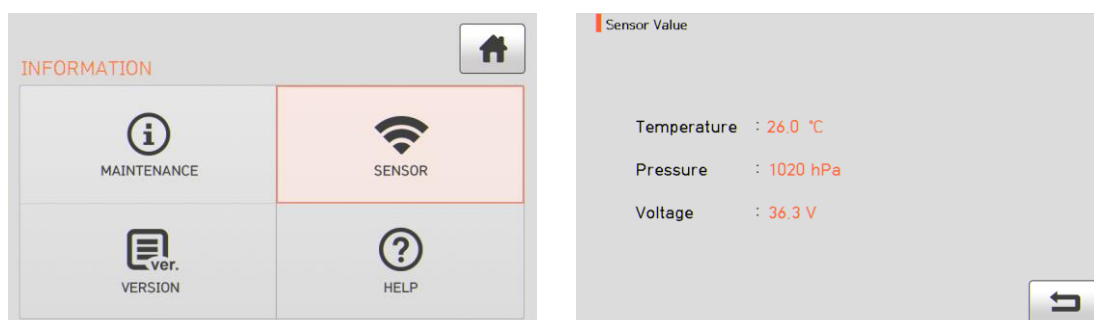 INFORMATION
MAINTENANCE
SENSOR
ver.
VERSION
HELP
Sensor Value
Temperature : 26.0 ℃
Pressure : 1020 hPa
Voltage : 36.3 V